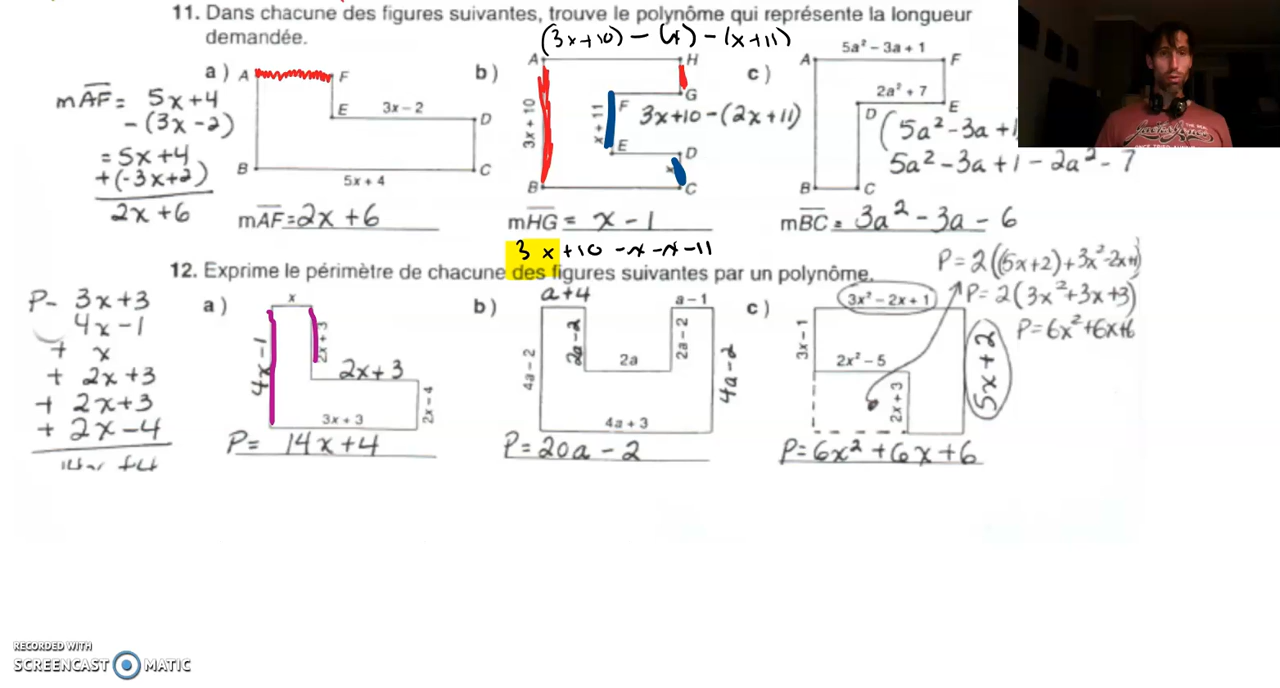 11. Dans chacune des figures suivantes, trouve le polynôme qui représente la longueur
demandée.
(3x+10) - (x) - (x+11)
a)
A
F
E
3x – 2
D
B
C
5x + 4
mAF = 5x+4
- (3x-2)
= 5x+4
+(-3x+2)
2x+6
mAF = 2x+6
b)
A
H
G
F
E
D
B
C
3x + 10
x + 11
x
3x+10-(2x+11)
mHG = x-1
3x+10-x-x-11
c)
5a² – 3a + 1
A
F
2a² + 7
D
E
B
C
(5a²-3a+1
5a²-3a+1-2a²-7
mBC = 3a²-3a-6
12. Exprime le périmètre de chacune des figures suivantes par un polynôme.
P- 3x+3
4x-1
+ x
+ 2x+3
+ 2x+3
+ 2x-4
a)
x
4x-1
2x + 3
2x+3
2x – 4
3x + 3
P= 14x+4
b)
a+4
a – 1
4a – 2
2a-2
2a
2a – 2
4a-2
4a + 3
P=20a-2
c)
3x² – 2x + 1
3x – 1
2x² – 5
2x + 3
5x+2
P=2((5x+2)+3x²-2x+1)
P=2(3x²+3x+3)
P=6x²+6x+6
P=6x²+6x+6
RECORDED WITH
SCREENCAST MATIC